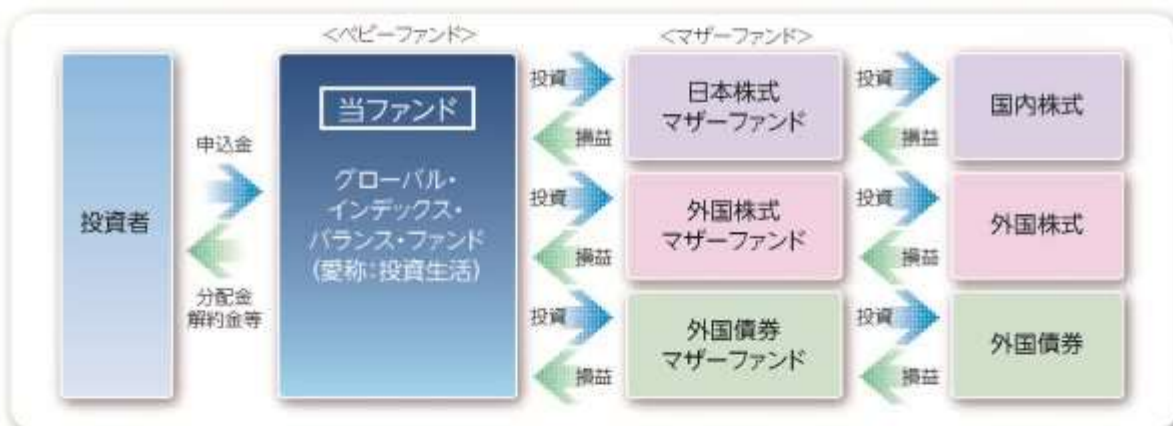 <ベビーファンド>
<マザーファンド>
投資者
申込金
分配金
解約金等
当ファンド
グローバル・
インデックス・
バランス・ファンド
(愛称:投資生活)
投資
損益
日本株式
マザーファンド
投資
損益
国内株式
投資
損益
外国株式
マザーファンド
投資
損益
外国株式
投資
損益
外国債券
マザーファンド
投資
損益
外国債券